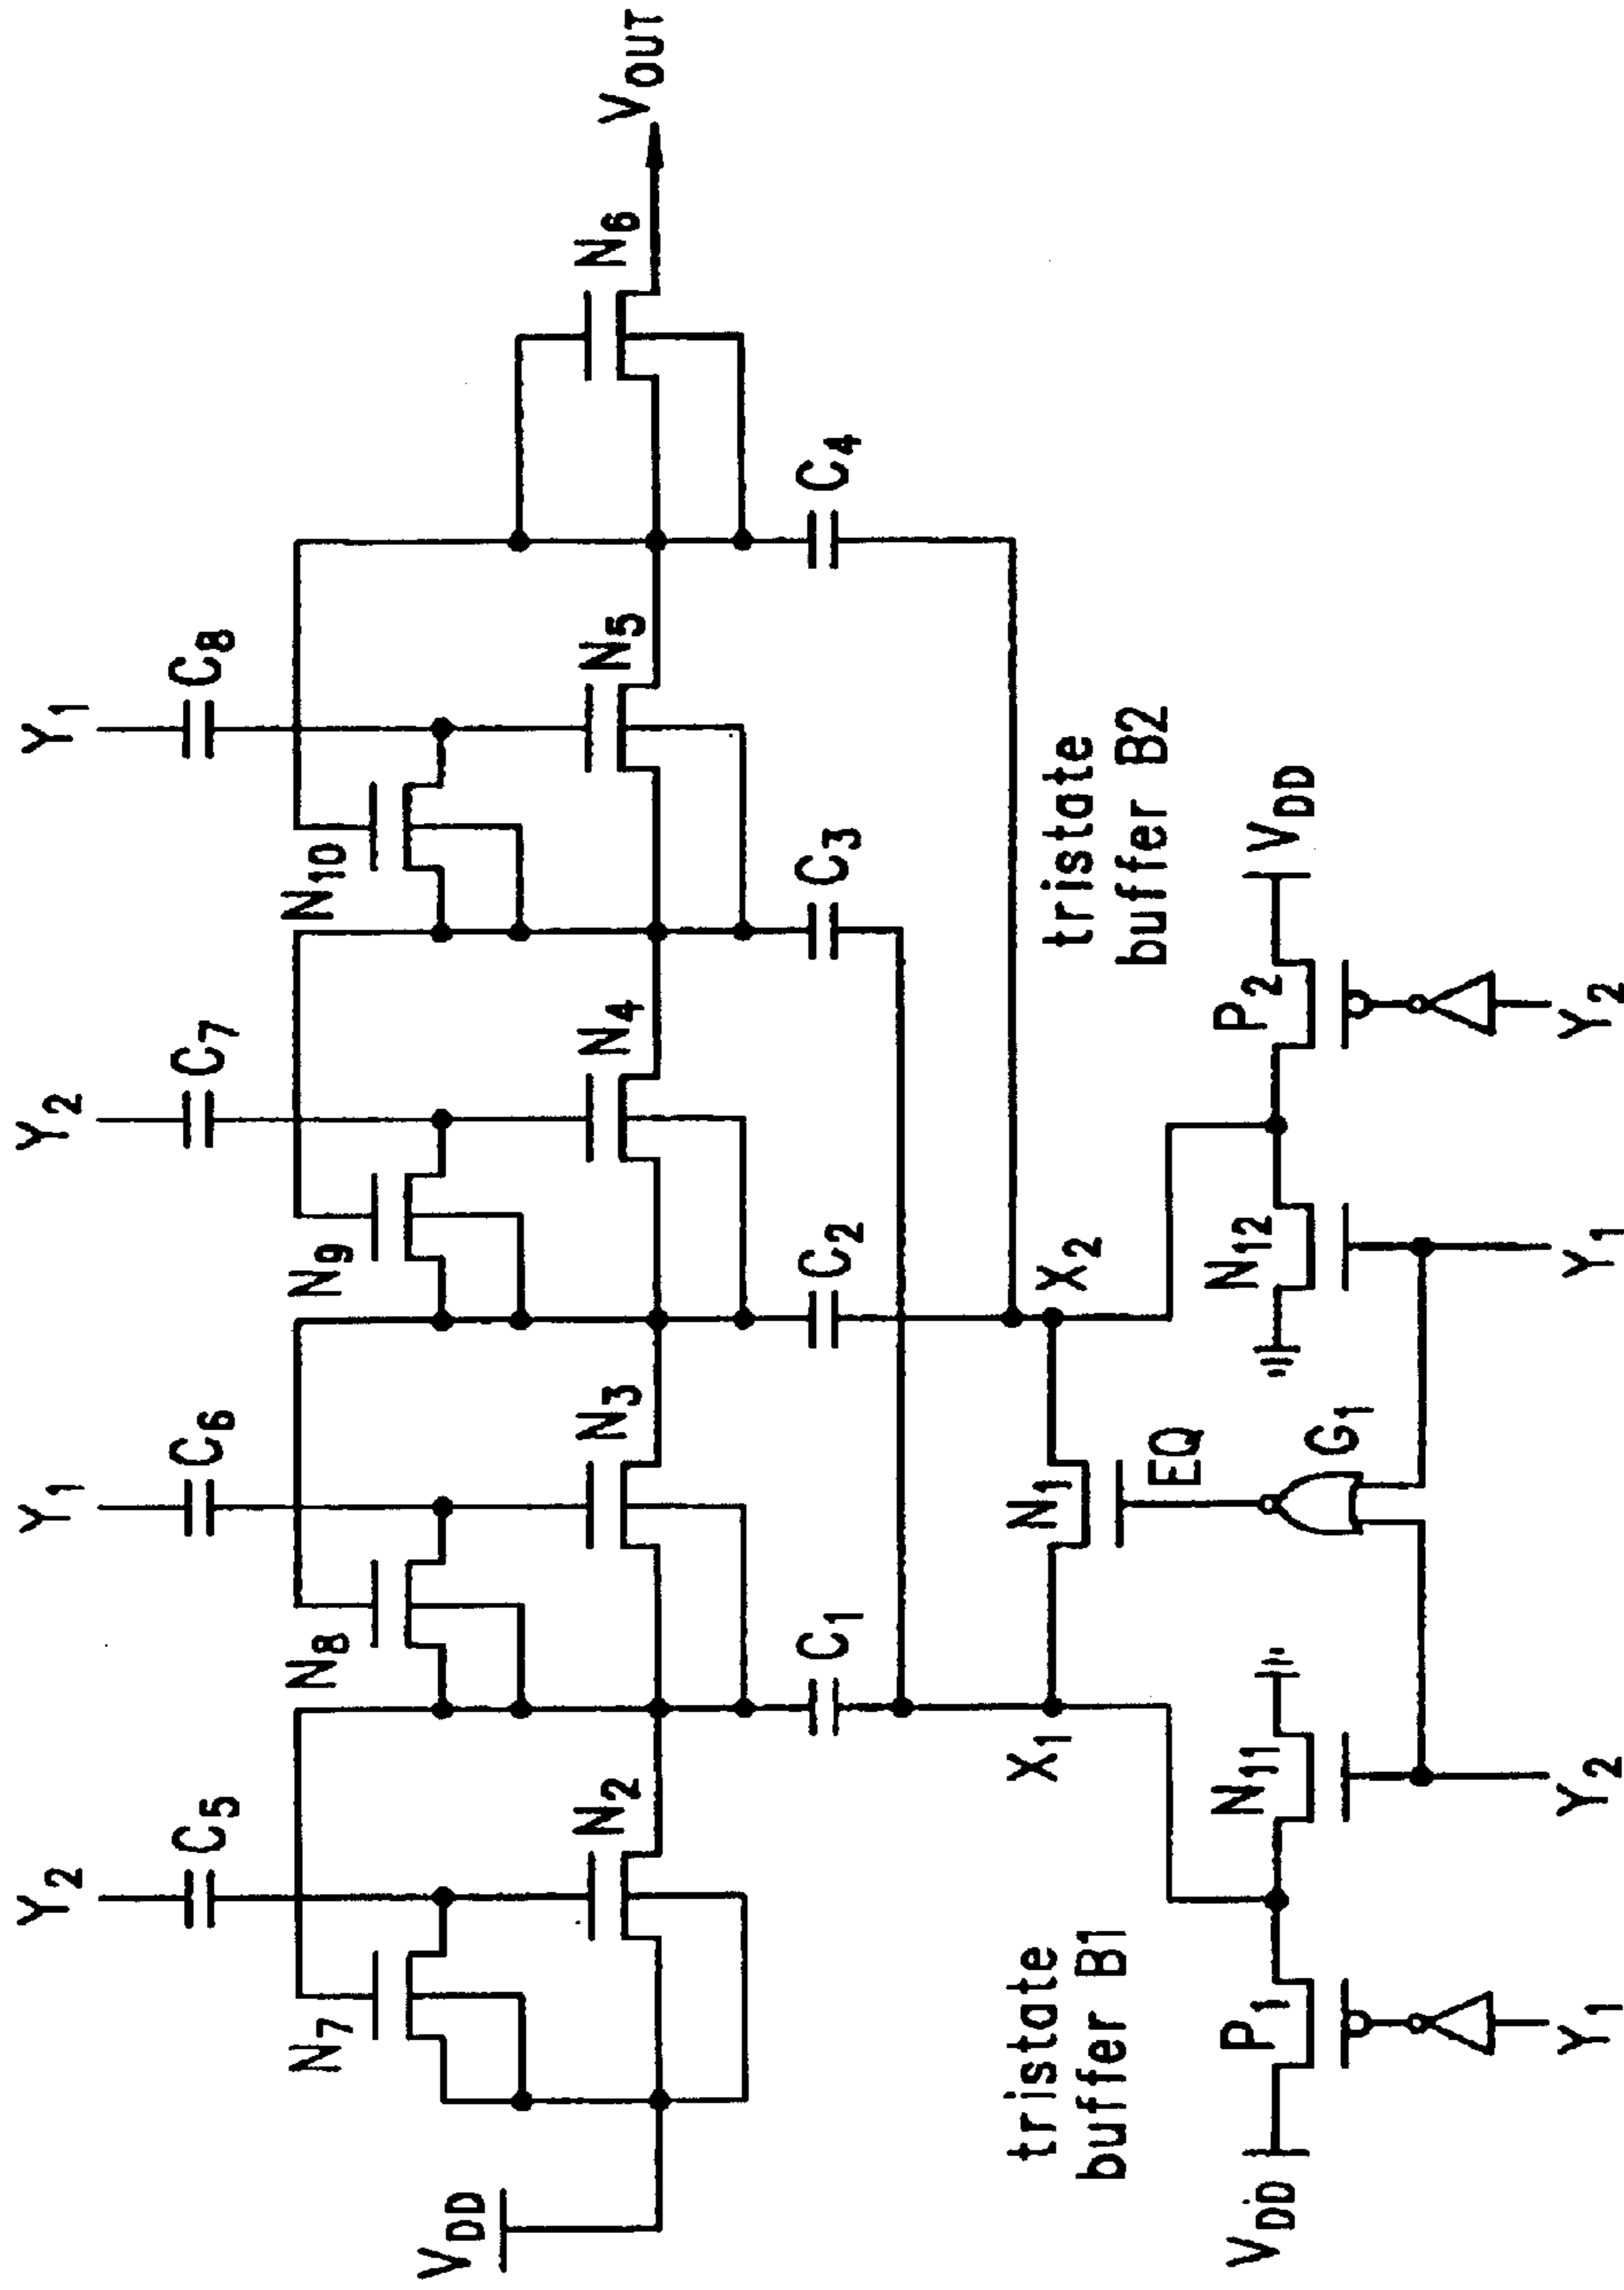 Y2
Y1
Y2
Y1
C5
C6
C7
C8
N7
N8
N9
N10
VDD
N2
N3
N4
N5
N6
VOUT
C1
C2
C3
C4
X1
X2
tristate
buffer B1
N1
EQ
tristate
buffer B2
VDD
P1
N11
G1
N12
P2
VDD
Y1
Y2
Y1
Y2